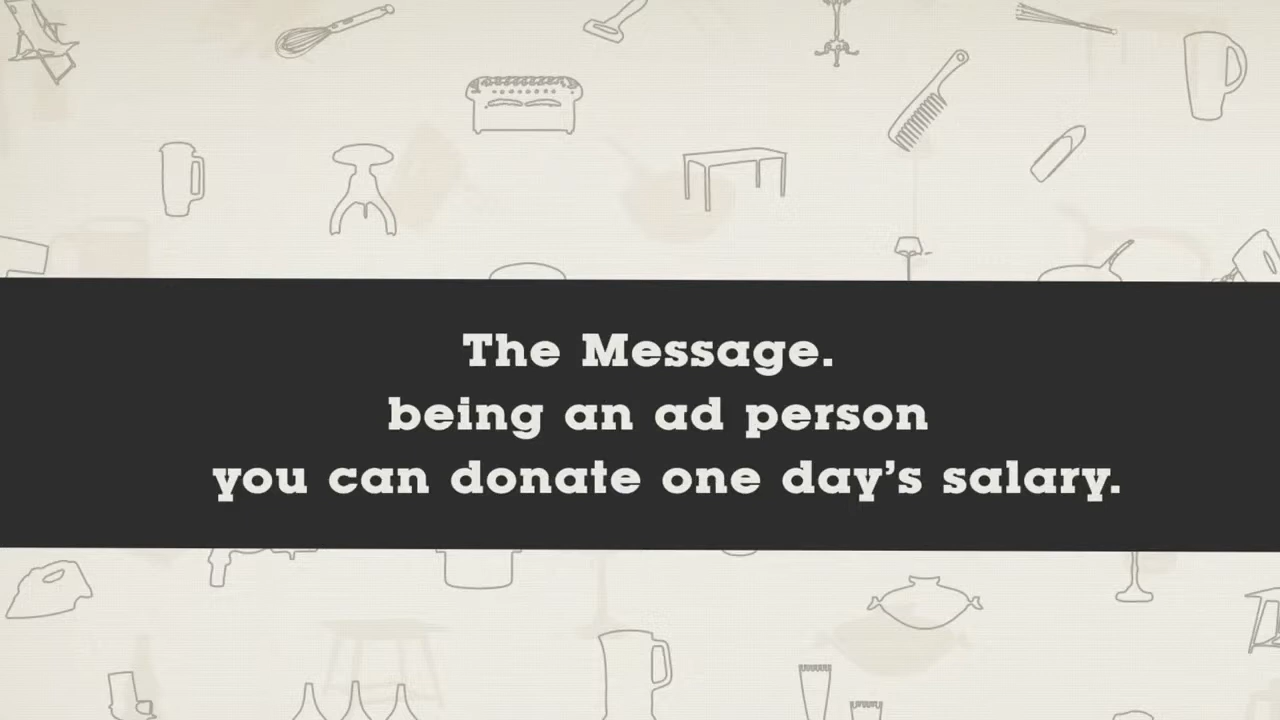 The Message.
being an ad person
you can donate one day’s salary.